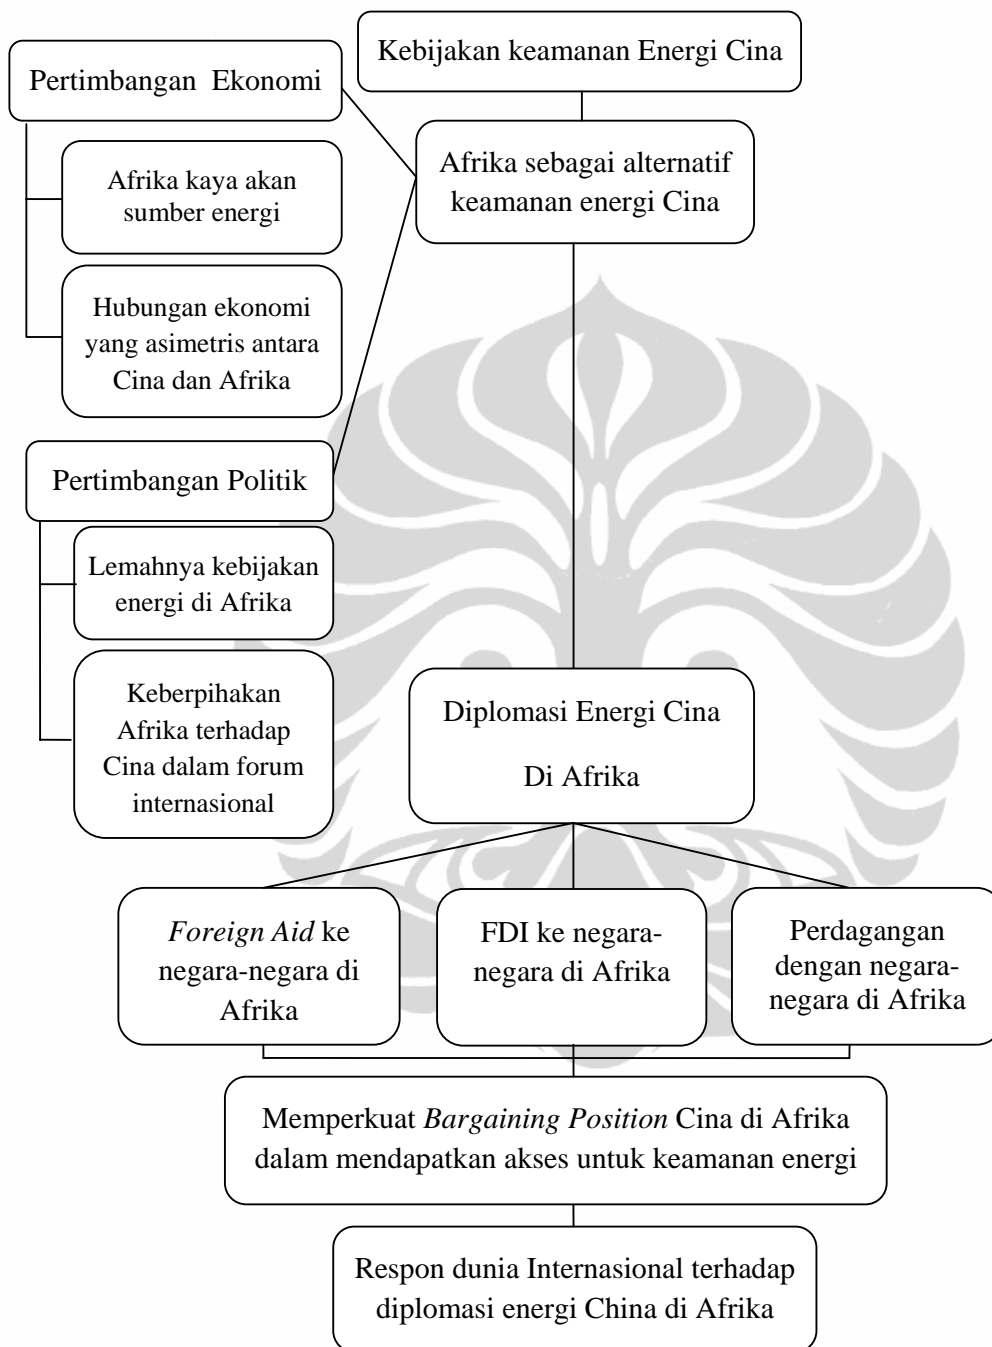 Kebijakan keamanan Energi Cina
Pertimbangan Ekonomi
Afrika sebagai alternatif
keamanan energi Cina
Afrika kaya akan
sumber energi
Hubungan ekonomi
yang asimetris antara
Cina dan Afrika
Pertimbangan Politik
Lemahnya kebijakan
energi di Afrika
Keberpihakan
Afrika terhadap
Cina dalam forum
internasional
Diplomasi Energi Cina
Di Afrika
Foreign Aid ke
negara-negara di
Afrika
FDI ke negara-
negara di Afrika
Perdagangan
dengan negara-
negara di Afrika
Memperkuat Bargaining Position Cina di Afrika
dalam mendapatkan akses untuk keamanan energi
Respon dunia Internasional terhadap
diplomasi energi China di Afrika